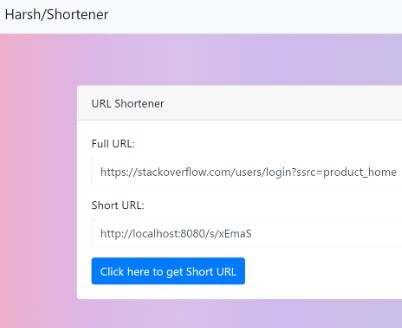 Harsh/Shortener
URL Shortener
Full URL:
https://stackoverflow.com/users/login?ssrc=product_home
Short URL:
http://localhost:8080/s/xEmaS
Click here to get Short URL